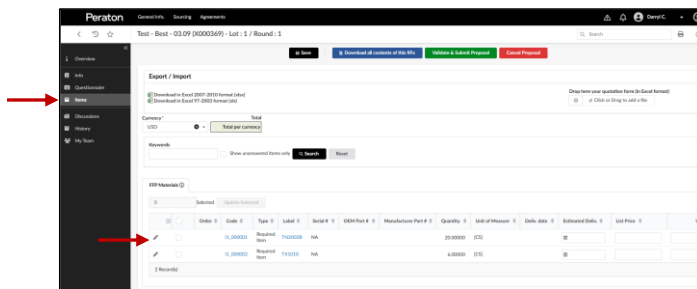 Peraton General Info. Sourcing Agreements Darryl C.
Test - Best - 03.09 (X000369) - Lot : 1 / Round : 1 Search
Save Download all contents of this RFx Validate & Submit Proposal Cancel Proposal
Overview
Info
Questionnaire
Items
Discussions
History
My Team
Export / Import
Download in Excel 2007-2010 format (xlsx)
Download in Excel 97-2003 format (xls)
Drop here your quotation form (in Excel format)
Click or Drag to add a file
Currency* Total
USD Total per currency
Keywords
Show unanswered items only Search Reset
FFP Materials
0 Selected Update Selected
Order Code Type Label Serial # OEM Part # Manufacturer Part # Quantity Unit of Measure Deliv. date Estimated Deliv. List Price
Required Item TN20028 NA 20.00000 [CS]
Required Item TX1010 NA 6.00000 [CS]
2 Record(s)